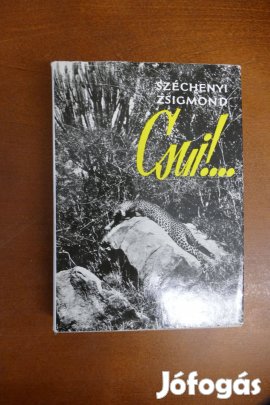 SZÉCHENYI
ZSIGMOND
Csui!....
Jófogás